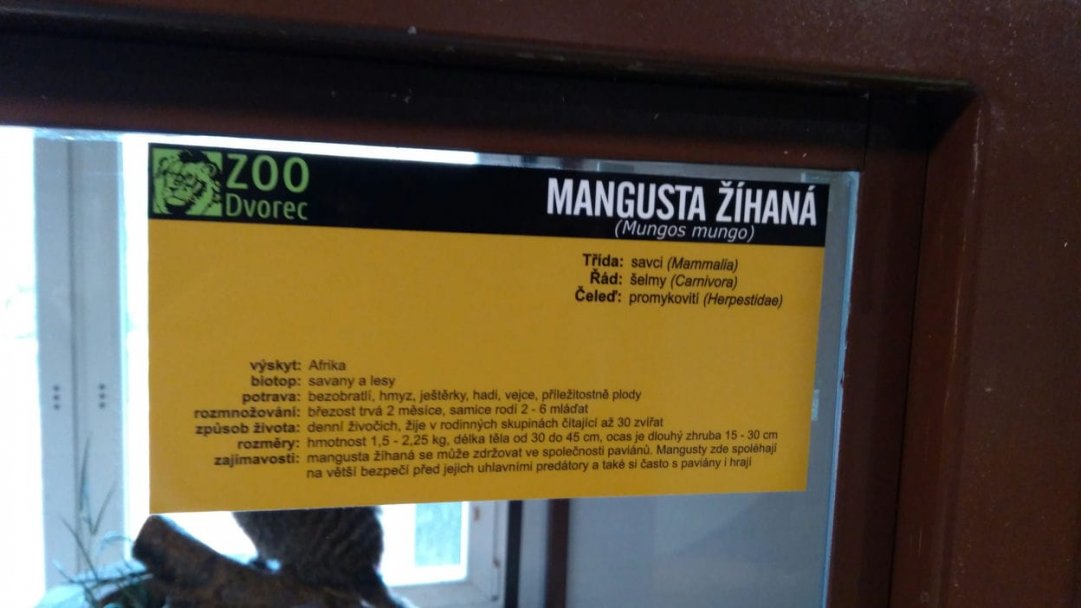 ZOO
Dvorec
MANGUSTA ŽÍHANÁ
(Mungos mungo)
Třída: savci (Mammalia)
Řád: šelmy (Carnivora)
Čeleď: promykovití (Herpestidae)
výskyt: Afrika
biotop: savany a lesy
potrava: bezobratlí, hmyz, ještěrky, hadi, vejce, příležitostně plody
rozmnožování: březost trvá 2 měsíce, samice rodí 2 - 6 mláďat
způsob života: denní živočich, žije v rodinných skupinách čítající až 30 zvířat
rozměry: hmotnost 1,5 - 2,25 kg, délka těla od 30 do 45 cm, ocas je dlouhý zhruba 15 - 30 cm
zajímavosti: mangusta žíhaná se může zdržovat ve společnosti paviánů. Mangusty zde spoléhají
na větší bezpečí před jejich uhlavními predátory a také si často s paviány i hrají